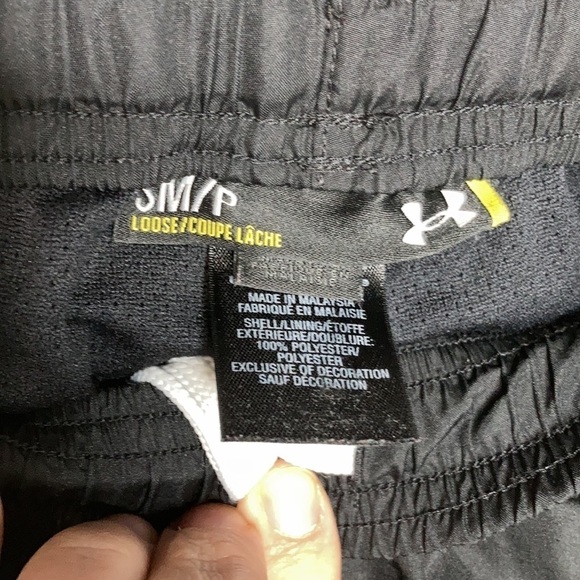 SM/P
LOOSE/COUPE LÂCHE
MADE IN MALAYSIA
FABRIQUÉ EN MALAISIE
SHELL/LINING/ÉTOFFE
EXTÉRIEURE/DOUBLURE:
100% POLYESTER/
POLYESTER
EXCLUSIVE OF DECORATION
SAUF DÉCORATION